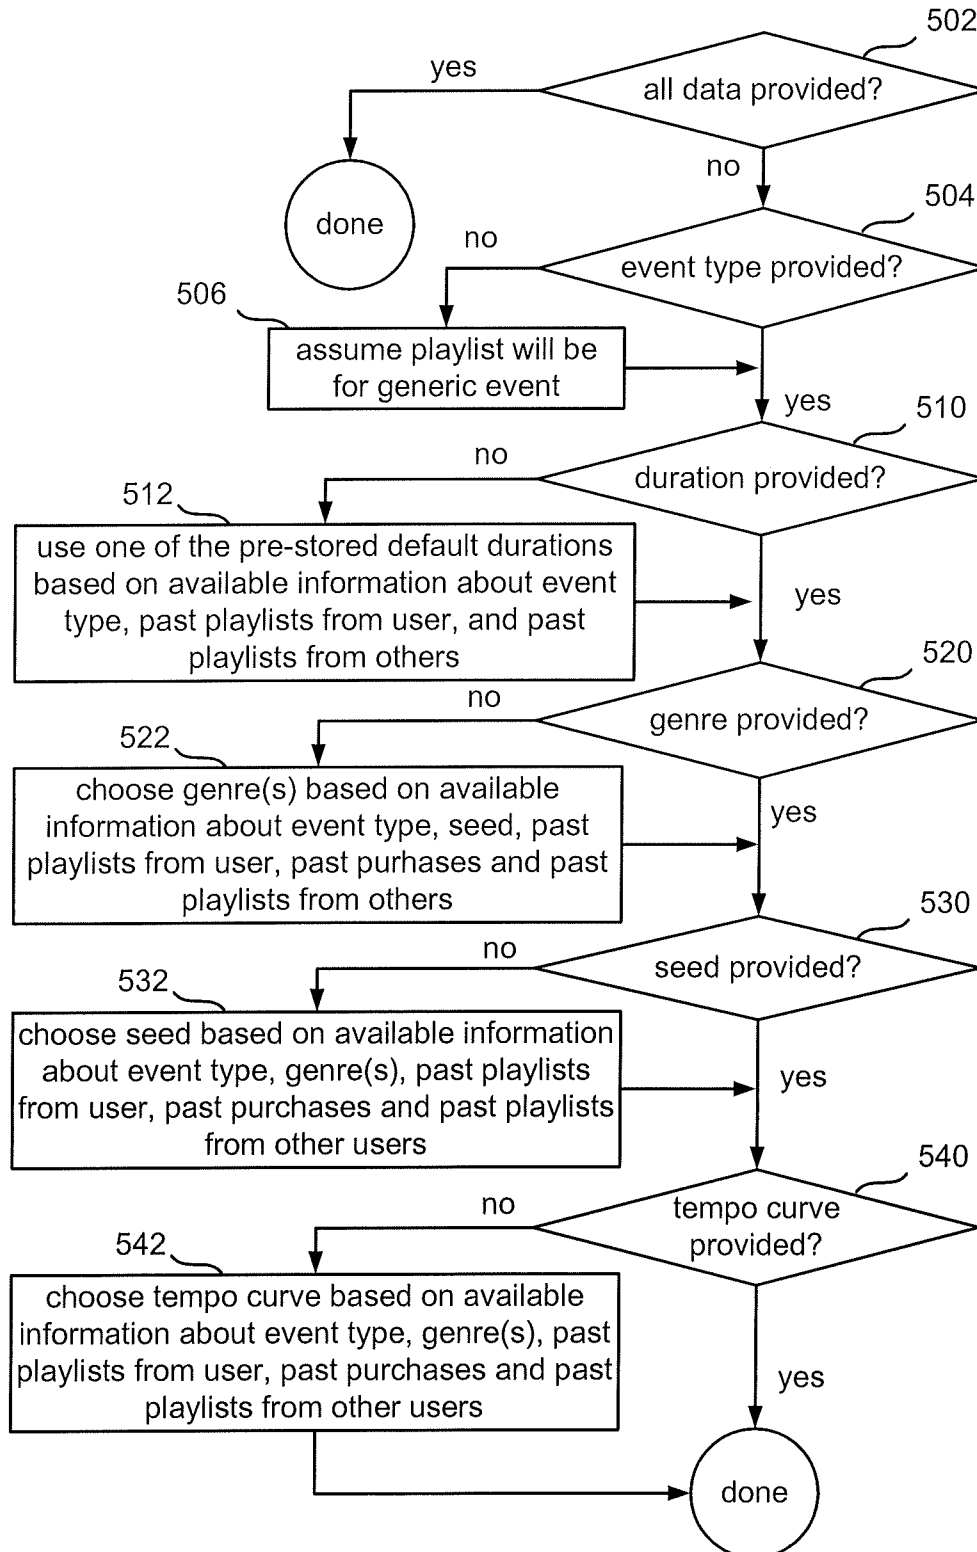 502
yes
all data provided?
no
504
done
no
event type provided?
506
assume playlist will be
for generic event
yes
510
no
duration provided?
512
use one of the pre-stored default durations
based on available information about event
type, past playlists from user, and past
playlists from others
yes
520
no
genre provided?
522
choose genre(s) based on available
information about event type, seed, past
playlists from user, past purhases and past
playlists from others
yes
530
no
seed provided?
532
choose seed based on available information
about event type, genre(s), past playlists
from user, past purchases and past playlists
from other users
yes
540
no
tempo curve
provided?
542
choose tempo curve based on available
information about event type, genre(s), past
playlists from user, past purchases and past
playlists from other users
yes
done